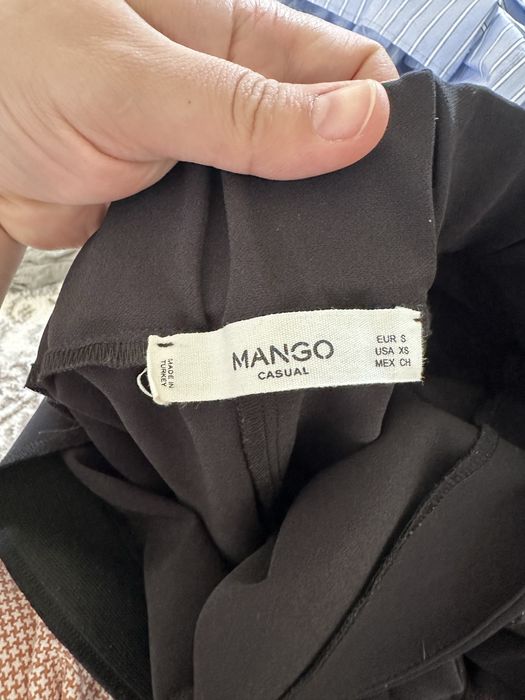 MADE IN
TURKEY
MANGO
CASUAL
EUR S
USA XS
MEX CH